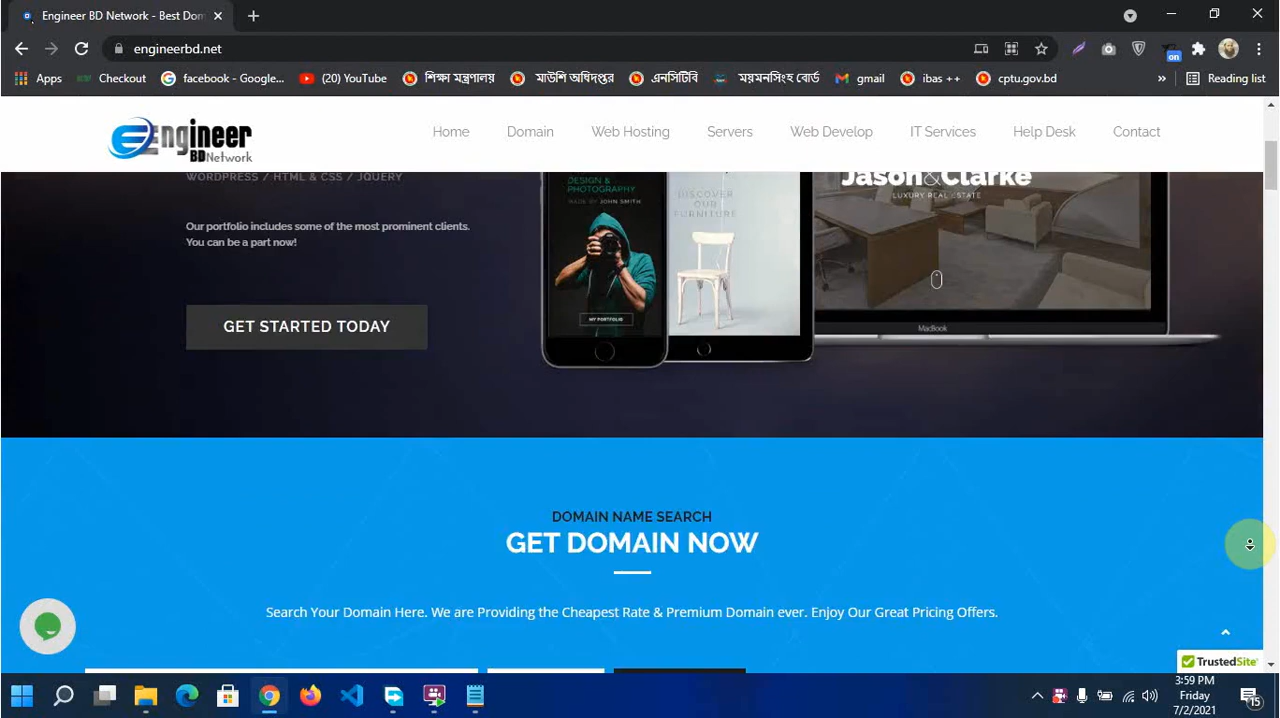 Engineer BD Network - Best Dom
engineerbd.net
Apps
Checkout
facebook - Google...
(20) YouTube
শিক্ষা মন্ত্রণালয়
মাউশি অধিদপ্তর
এনসিটিবি
ময়মনসিংহ বোর্ড
gmail
ibas ++
cptu.gov.bd
»
Reading list
on
Engineer
BD Network
Home
Domain
Web Hosting
Servers
Web Develop
IT Services
Help Desk
Contact
WORDPRESS / HTML & CSS / JQUERY
Our portfolio includes some of the most prominent clients.
You can be a part now!
GET STARTED TODAY
DESIGN &
PHOTOGRAPHY
MADE BY JOHN SMITH
MY PORTFOLIO
DISCOVER
OUR
FURNITURE
Jason&Clarke
LUXURY REAL ESTATE
MacBook
DOMAIN NAME SEARCH
GET DOMAIN NOW
Search Your Domain Here. We are Providing the Cheapest Rate & Premium Domain ever. Enjoy Our Great Pricing Offers.
TrustedSite
3:59 PM
Friday
7/2/2021
15